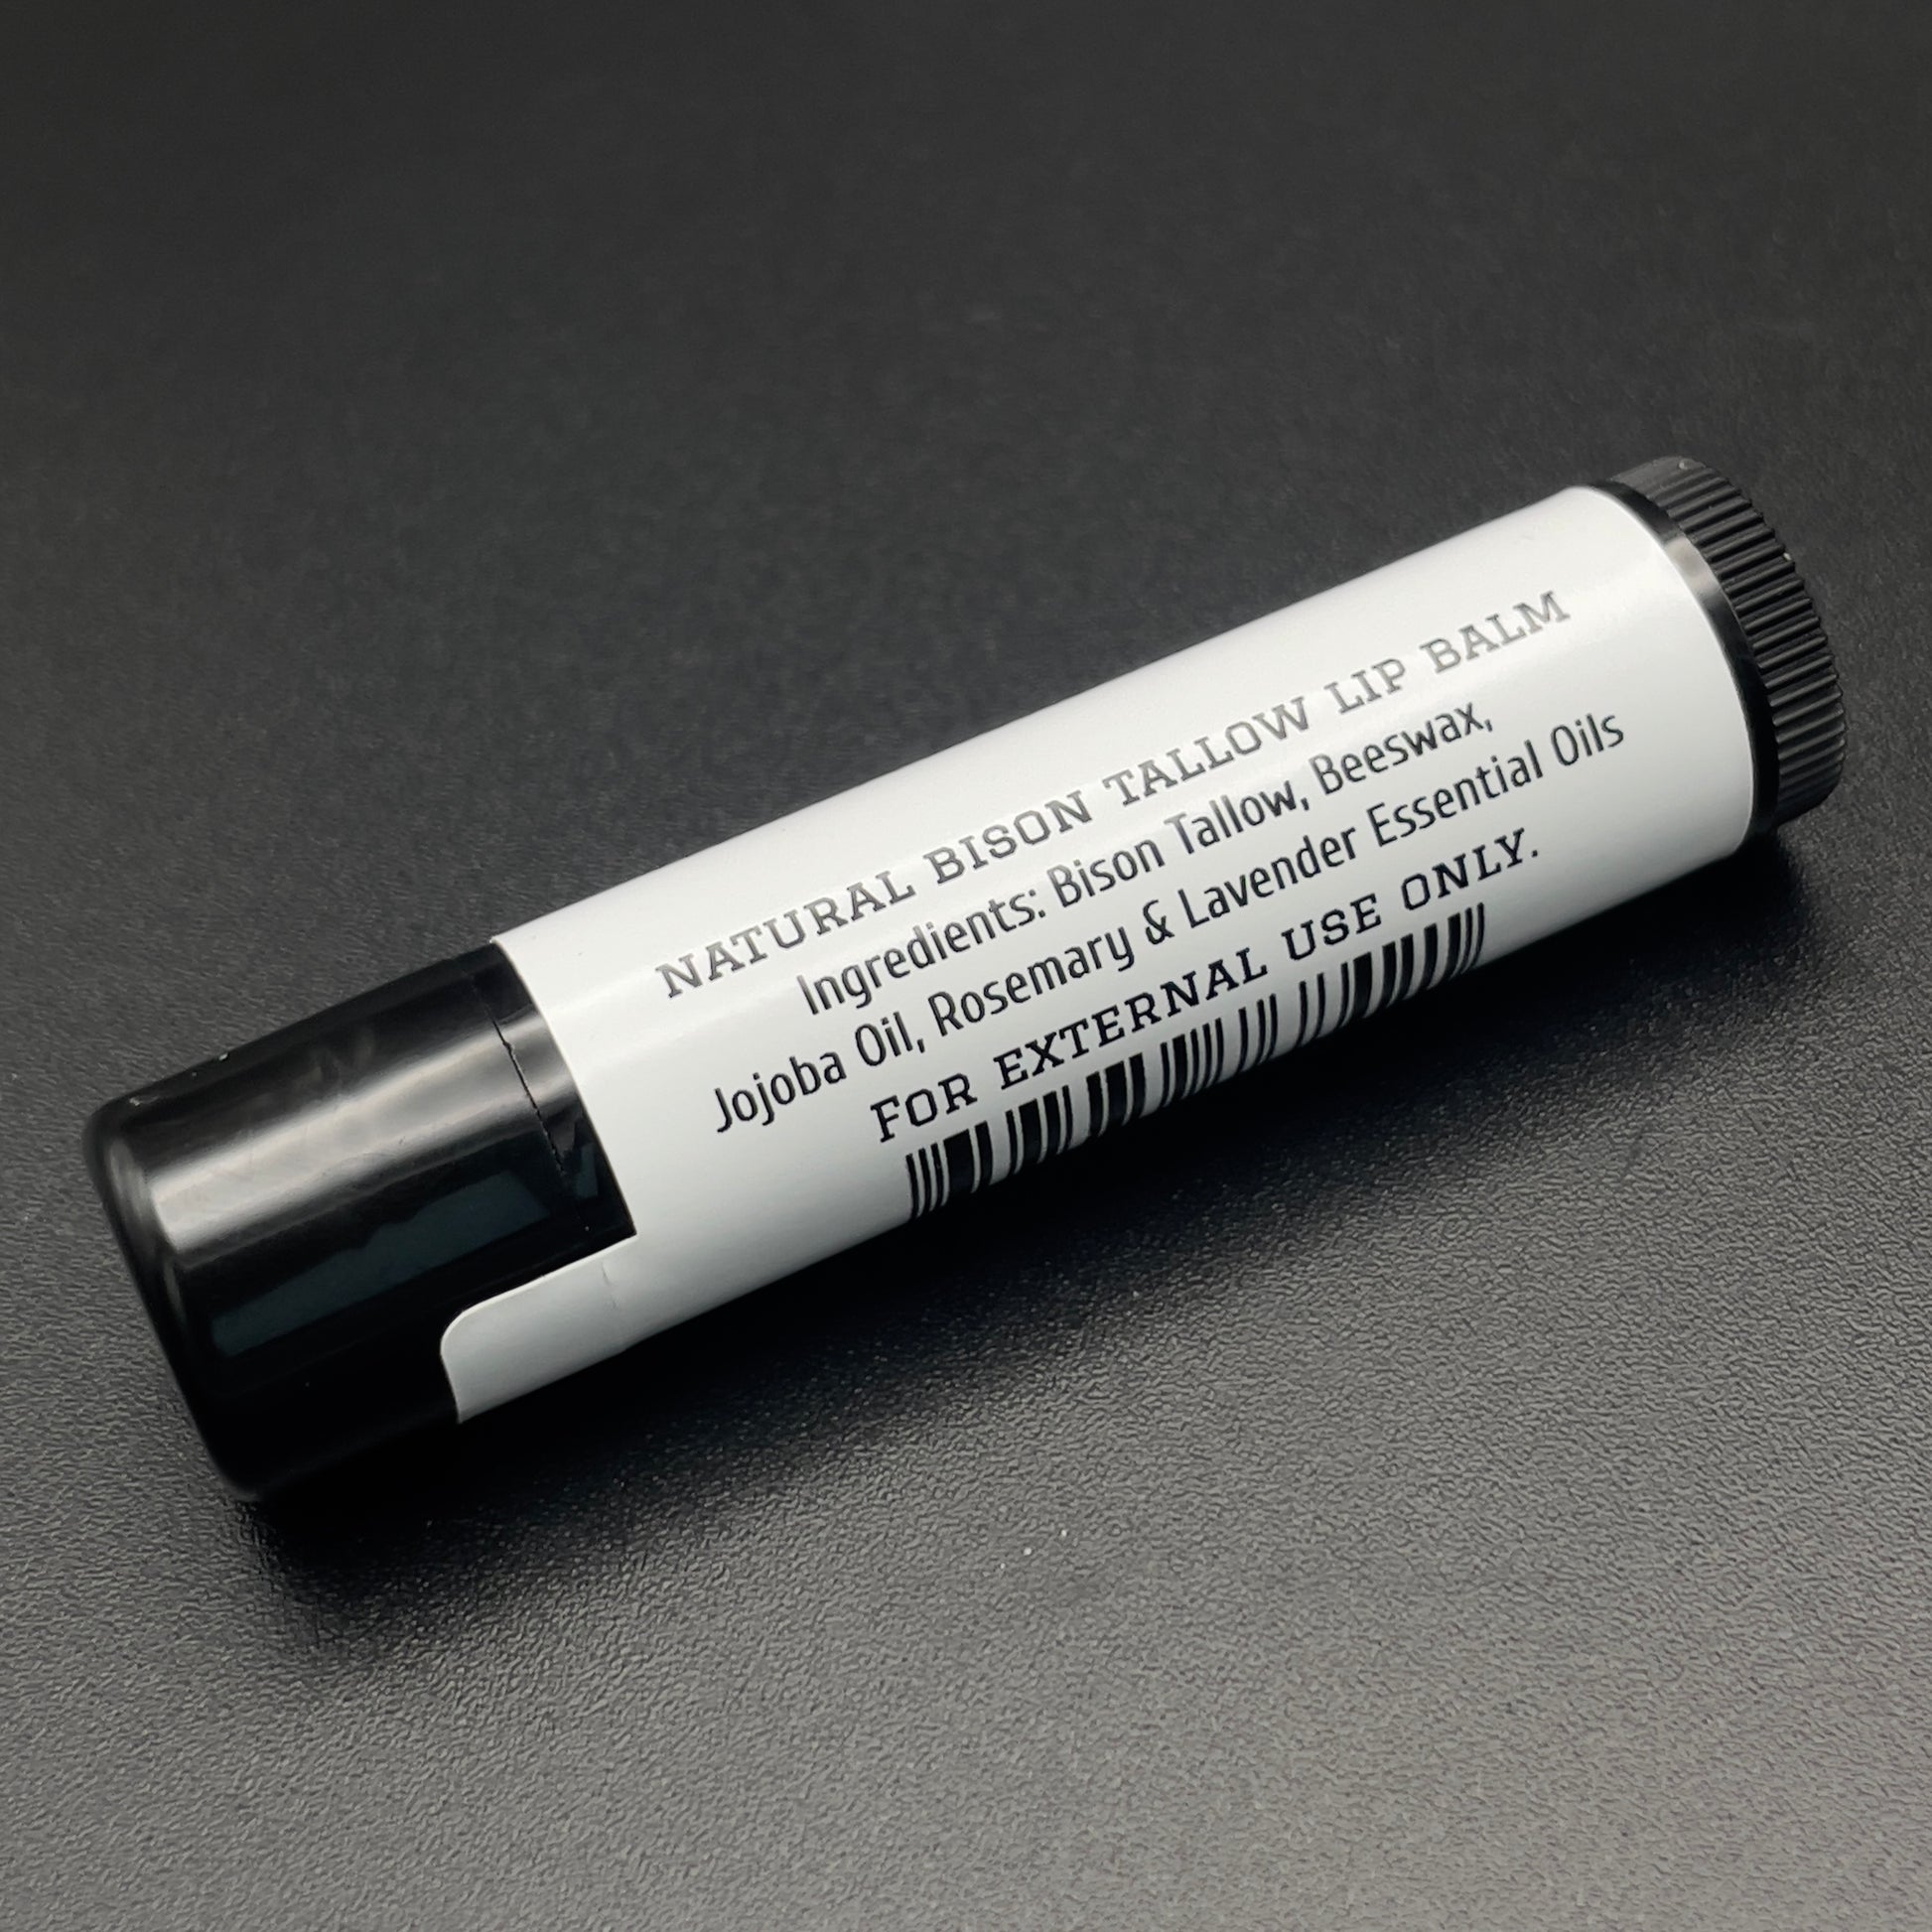 NATURAL BISON TALLOW LIP BALM
Ingredients: Bison Tallow, Beeswax,
Jojoba Oil, Rosemary & Lavender Essential Oils
FOR EXTERNAL USE ONLY.